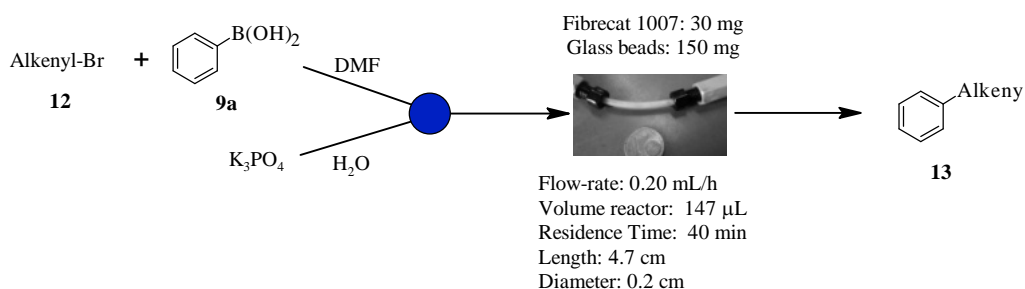 Fibrecat 1007: 30 mg
Glass beads: 150 mg
Alkenyl-Br
+
B(OH)2
12
9a
DMF
K3PO4
H2O
Alkeny
13
Flow-rate: 0.20 mL/h
Volume reactor: 147 μL
Residence Time: 40 min
Length: 4.7 cm
Diameter: 0.2 cm